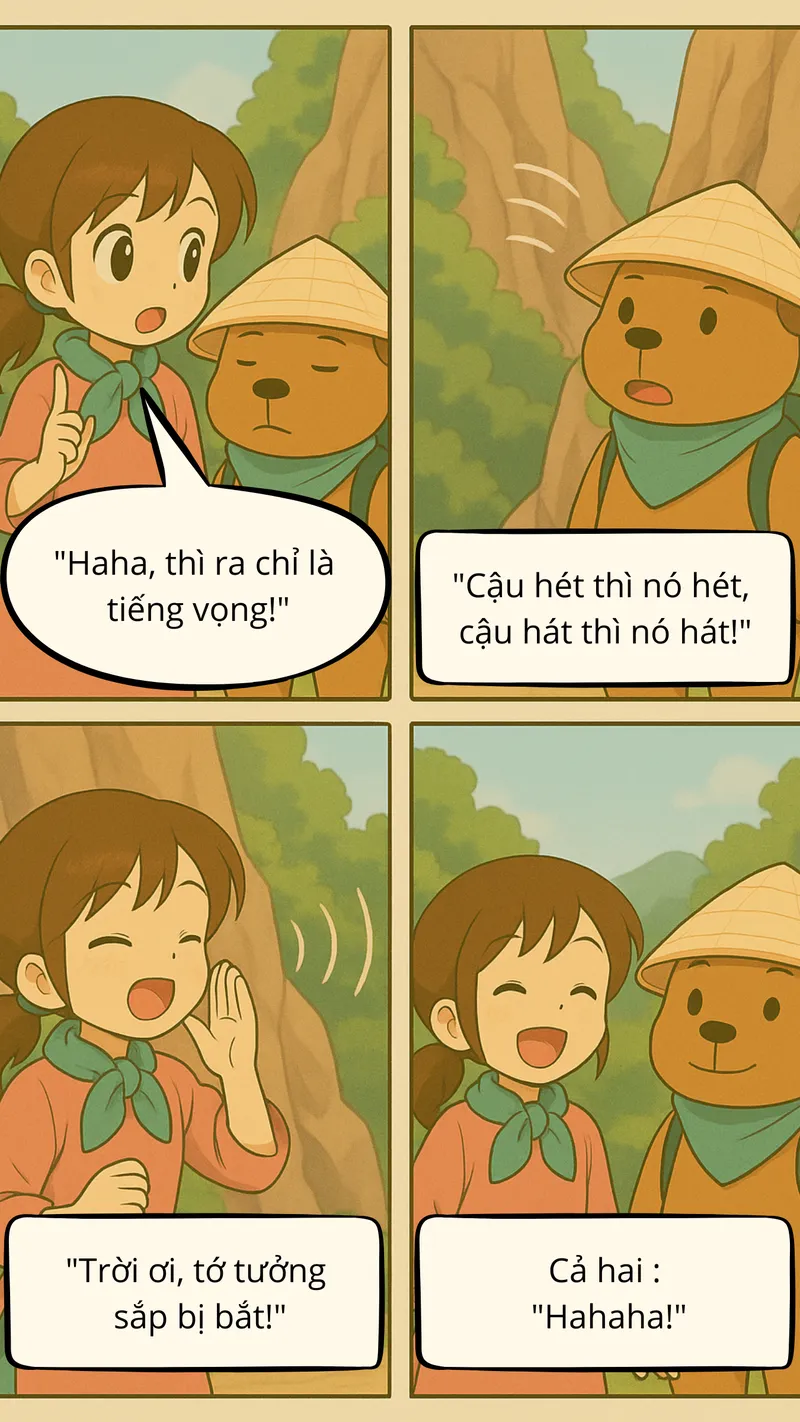 "Haha, thì ra chỉ là
tiếng vọng!"
"Cậu hét thì nó hét,
cậu hát thì nó hát!"
"Trời ơi, tớ tưởng
sắp bị bắt!"
Cả hai :
"Hahaha!"